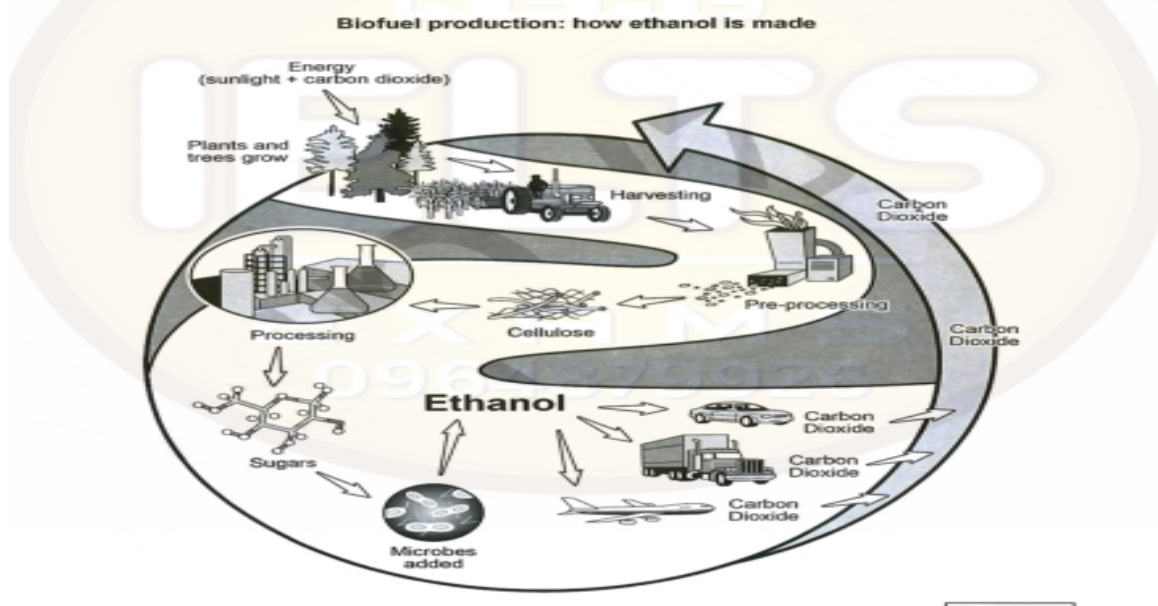 Biofuel production: how ethanol is made
Energy
(sunlight + carbon dioxide)
Plants and
trees grow
Harvesting
Carbon
Dioxide
Pre-processing
Cellulose
Processing
Carbon
Dioxide
Ethanol
Sugars
Microbes
added
Carbon
Dioxide
Carbon
Dioxide
Carbon
Dioxide
IELTS